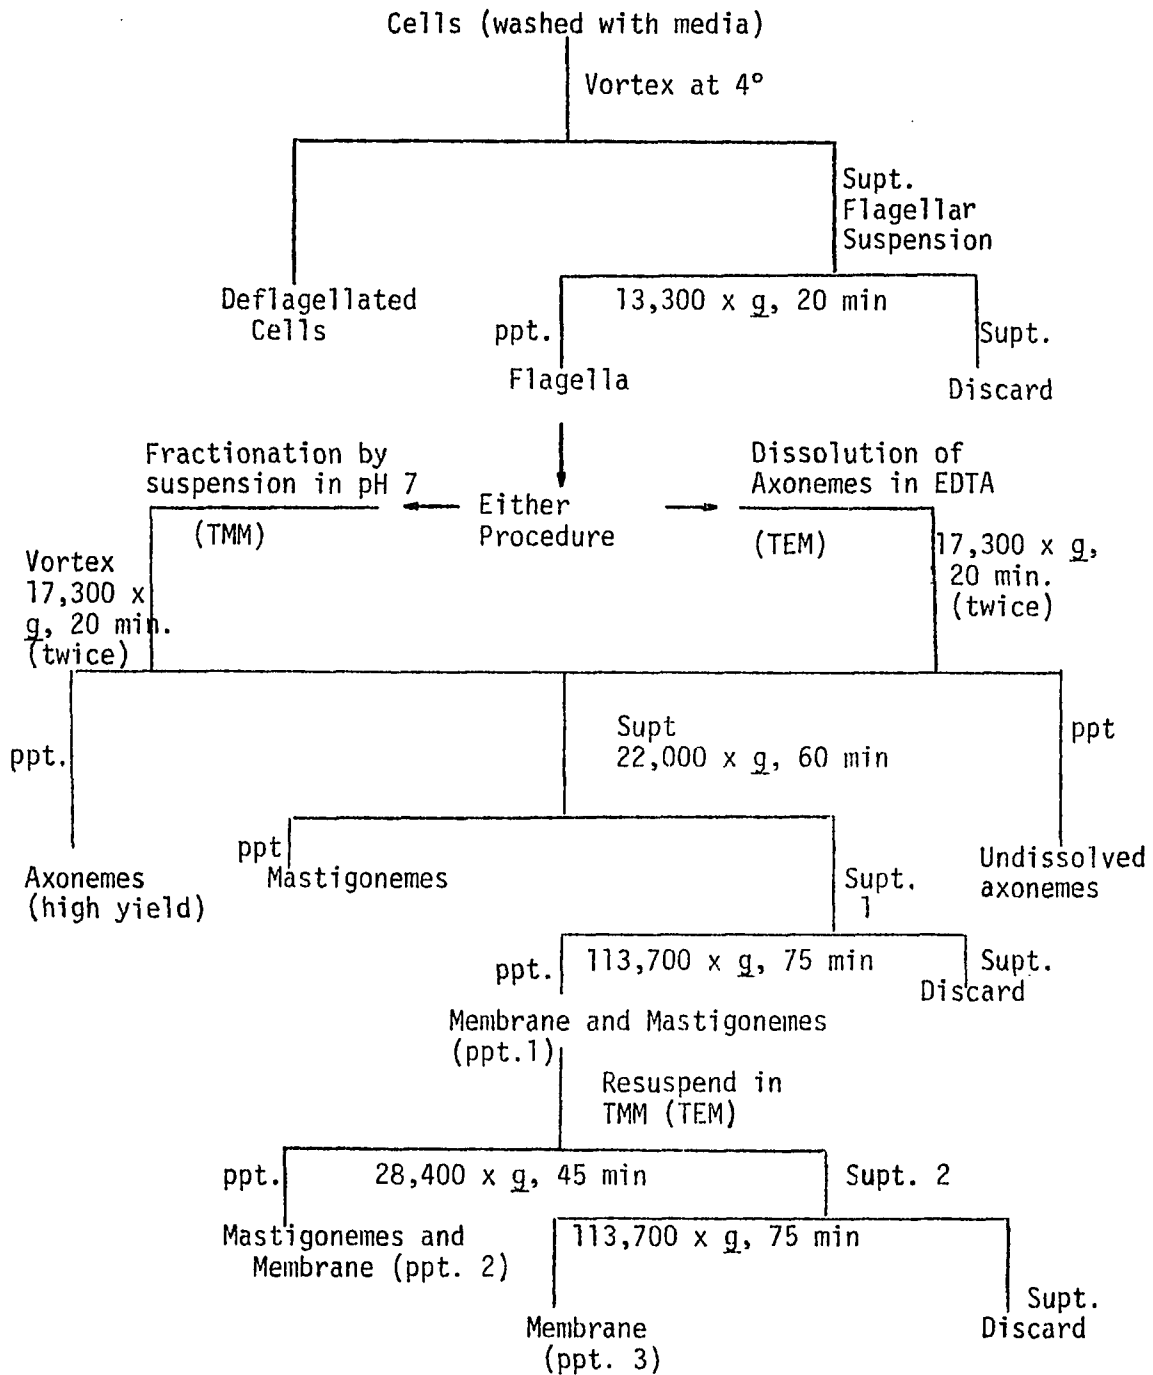 Cells (washed with media)
Vortex at 4°
Supt.
Flagellar
Suspension
Deflagellated
Cells
13,300 x g, 20 min
ppt.
Supt.
Flagella
Discard
Fractionation by
suspension in pH 7
Dissolution of
Axonemes in EDTA
Either
Procedure
(TMM)
(TEM)
Vortex
17,300 x
g, 20 min.
(twice)
17,300 x g,
20 min.
(twice)
ppt.
Supt
22,000 x g, 60 min
ppt
ppt
Mastigonemes
Axonemes
(high yield)
Supt.
1
Undissolved
axonemes
ppt.
113,700 x g, 75 min
Supt.
Discard
Membrane and Mastigonemes
(ppt.1)
Resuspend in
TMM (TEM)
ppt.
28,400 x g, 45 min
Supt. 2
Mastigonemes and
Membrane (ppt. 2)
113,700 x g, 75 min
Supt.
Discard
Membrane
(ppt. 3)